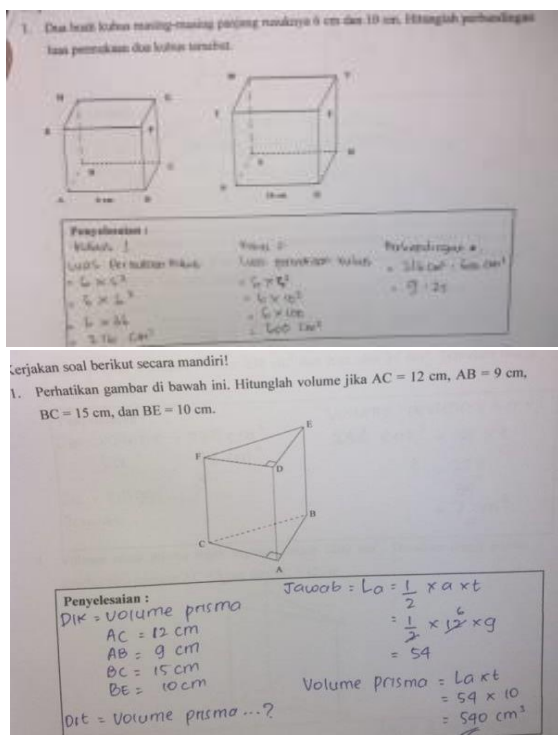 1. Dua buah kubus masing-masing panjang rusuknya 6 cm dan 10 cm. Hitunglah perbandingan
luas permukaan dua kubus tersebut.
H G
E F
A 6 cm B
10 cm
Penyelesaian :
Kubus 1
Luas Permukaan Kubus
= 6 x s²
= 6 x 6²
= 6 x 36
= 216 cm²
Kubus 2
Luas permukaan kubus
= 6 x s²
= 6 x 10²
= 6 x 100
= 600 cm²
Perbandingan
= 216 cm² : 600 cm²
= 9 : 25
Kerjakan soal berikut secara mandiri!
1. Perhatikan gambar di bawah ini. Hitunglah volume jika AC = 12 cm, AB = 9 cm,
BC = 15 cm, dan BE = 10 cm.
E
F
D
B
C
A
Penyelesaian :
Dik = Volume prisma
AC = 12 cm
AB = 9 cm
BC = 15 cm
BE = 10 cm
Dit = Volume prisma ...?
Jawab = La = 1/2 x a x t
= 1/2 x 12 6 x 9
= 54
Volume prisma = La x t
= 54 x 10
= 540 cm³